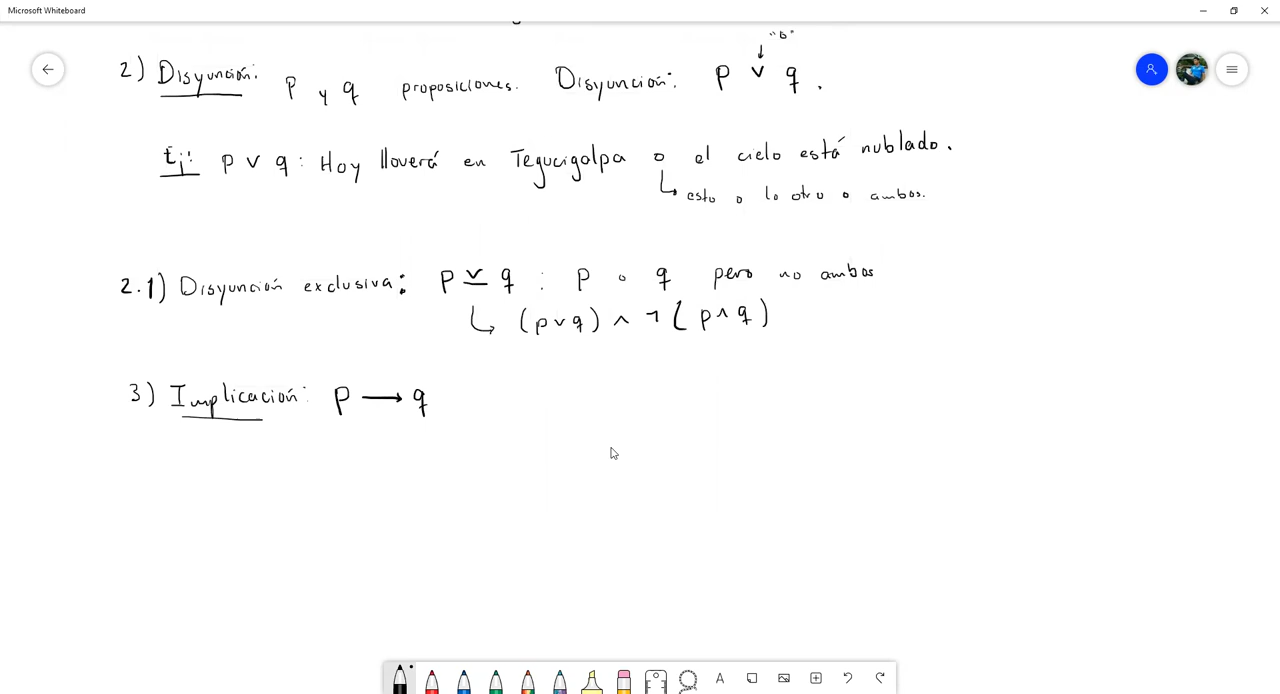 Microsoft Whiteboard
"o"
2) Disyunción: p y q proposiciones. Disyunción: p ∨ q.
Ej: p ∨ q: Hoy lloverá en Tegucigalpa o el cielo está nublado.
esto o lo otro o ambos.
2.1) Disyunción exclusiva: p ⊻ q : p o q pero no ambos
(p ∨ q) ∧ ¬ (p ∧ q)
3) Implicación: p → q